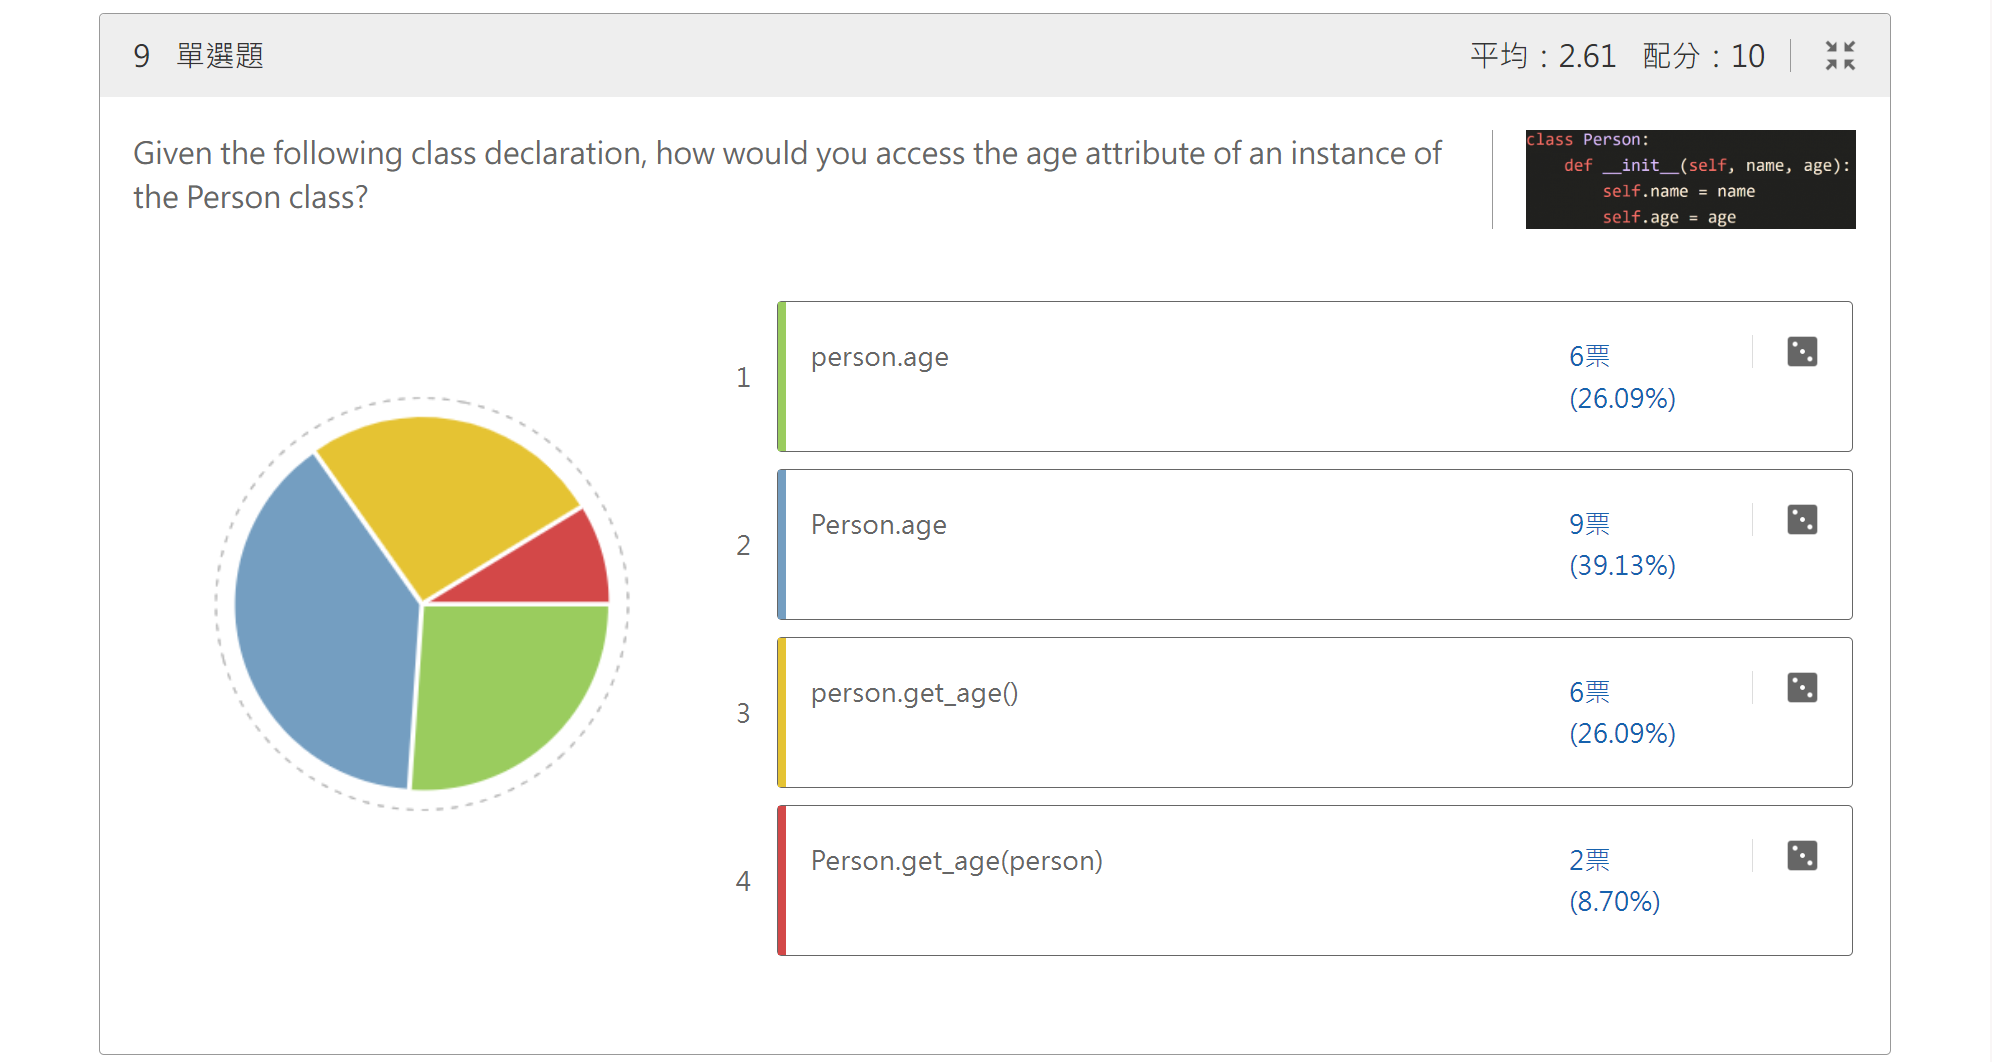 9 單選題
平均：2.61 配分：10
Given the following class declaration, how would you access the age attribute of an instance of
the Person class?
class Person:
    def __init__(self, name, age):
        self.name = name
        self.age = age
1
person.age
6票
(26.09%)
2
Person.age
9票
(39.13%)
3
person.get_age()
6票
(26.09%)
4
Person.get_age(person)
2票
(8.70%)